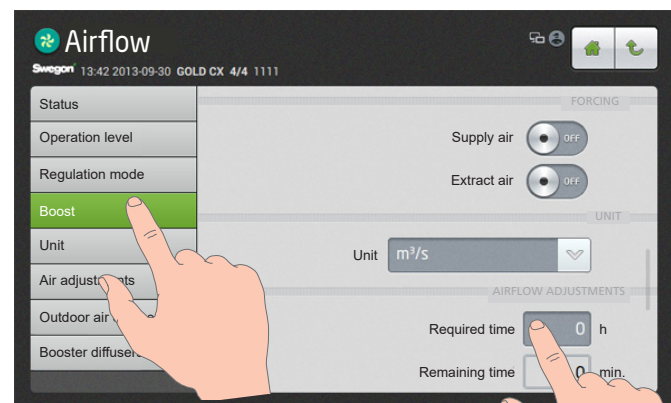 Airflow
Swegon 13:42 2013-09-30 GOLD CX 4/4 1111
Status
Operation level
Regulation mode
Boost
Unit
Air adjustments
Outdoor air
Booster diffuser
FORCING
Supply air OFF
Extract air OFF
UNIT
Unit m³/s
AIRFLOW ADJUSTMENTS
Required time 0 h
Remaining time 0 min.